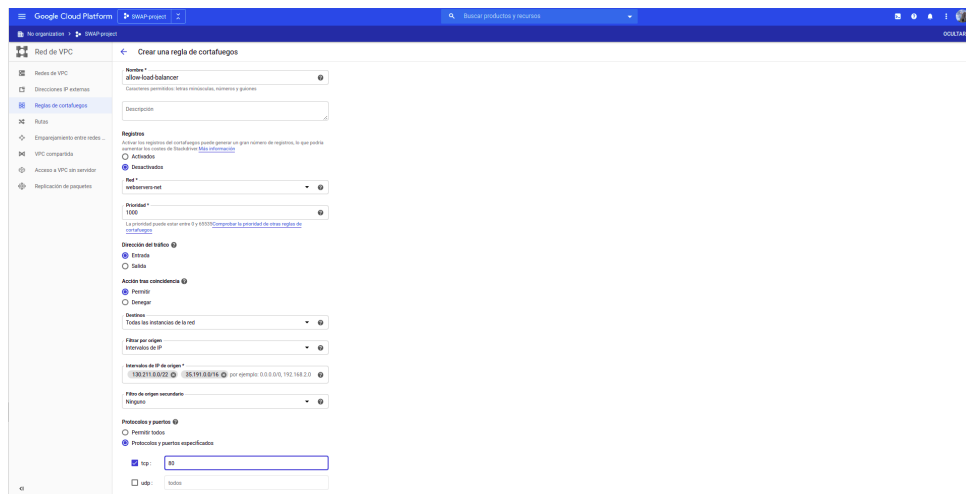 Google Cloud Platform
SWAP-project
Buscar productos y recursos
No organization
SWAP-project
OCULTAR
Red de VPC
Crear una regla de cortafuegos
Redes de VPC
Direcciones IP externas
Reglas de cortafuegos
Rutas
Emparejamiento entre redes ...
VPC compartida
Acceso a VPC sin servidor
Replicación de paquetes
Nombre *
allow-load-balancer
Caracteres permitidos: letras minúsculas, números y guiones
Descripción
Registros
Activar los registros del cortafuegos puede generar un gran número de registros, lo que podría
aumentar los costes de Stackdriver. Más información
Activados
Desactivados
Red *
webservers-net
Prioridad *
1000
La prioridad puede estar entre 0 y 65535 Comprobar la prioridad de otras reglas de
cortafuegos
Dirección del tráfico
Entrada
Salida
Acción tras coincidencia
Permitir
Denegar
Destinos
Todas las instancias de la red
Filtrar por origen
Intervalos de IP
Intervalos de IP de origen *
130.211.0.0/22 35.191.0.0/16 por ejemplo: 0.0.0.0/0, 192.168.2.0
Filtro de origen secundario
Ninguno
Protocolos y puertos
Permitir todos
Protocolos y puertos especificados
tcp : 80
udp : todos